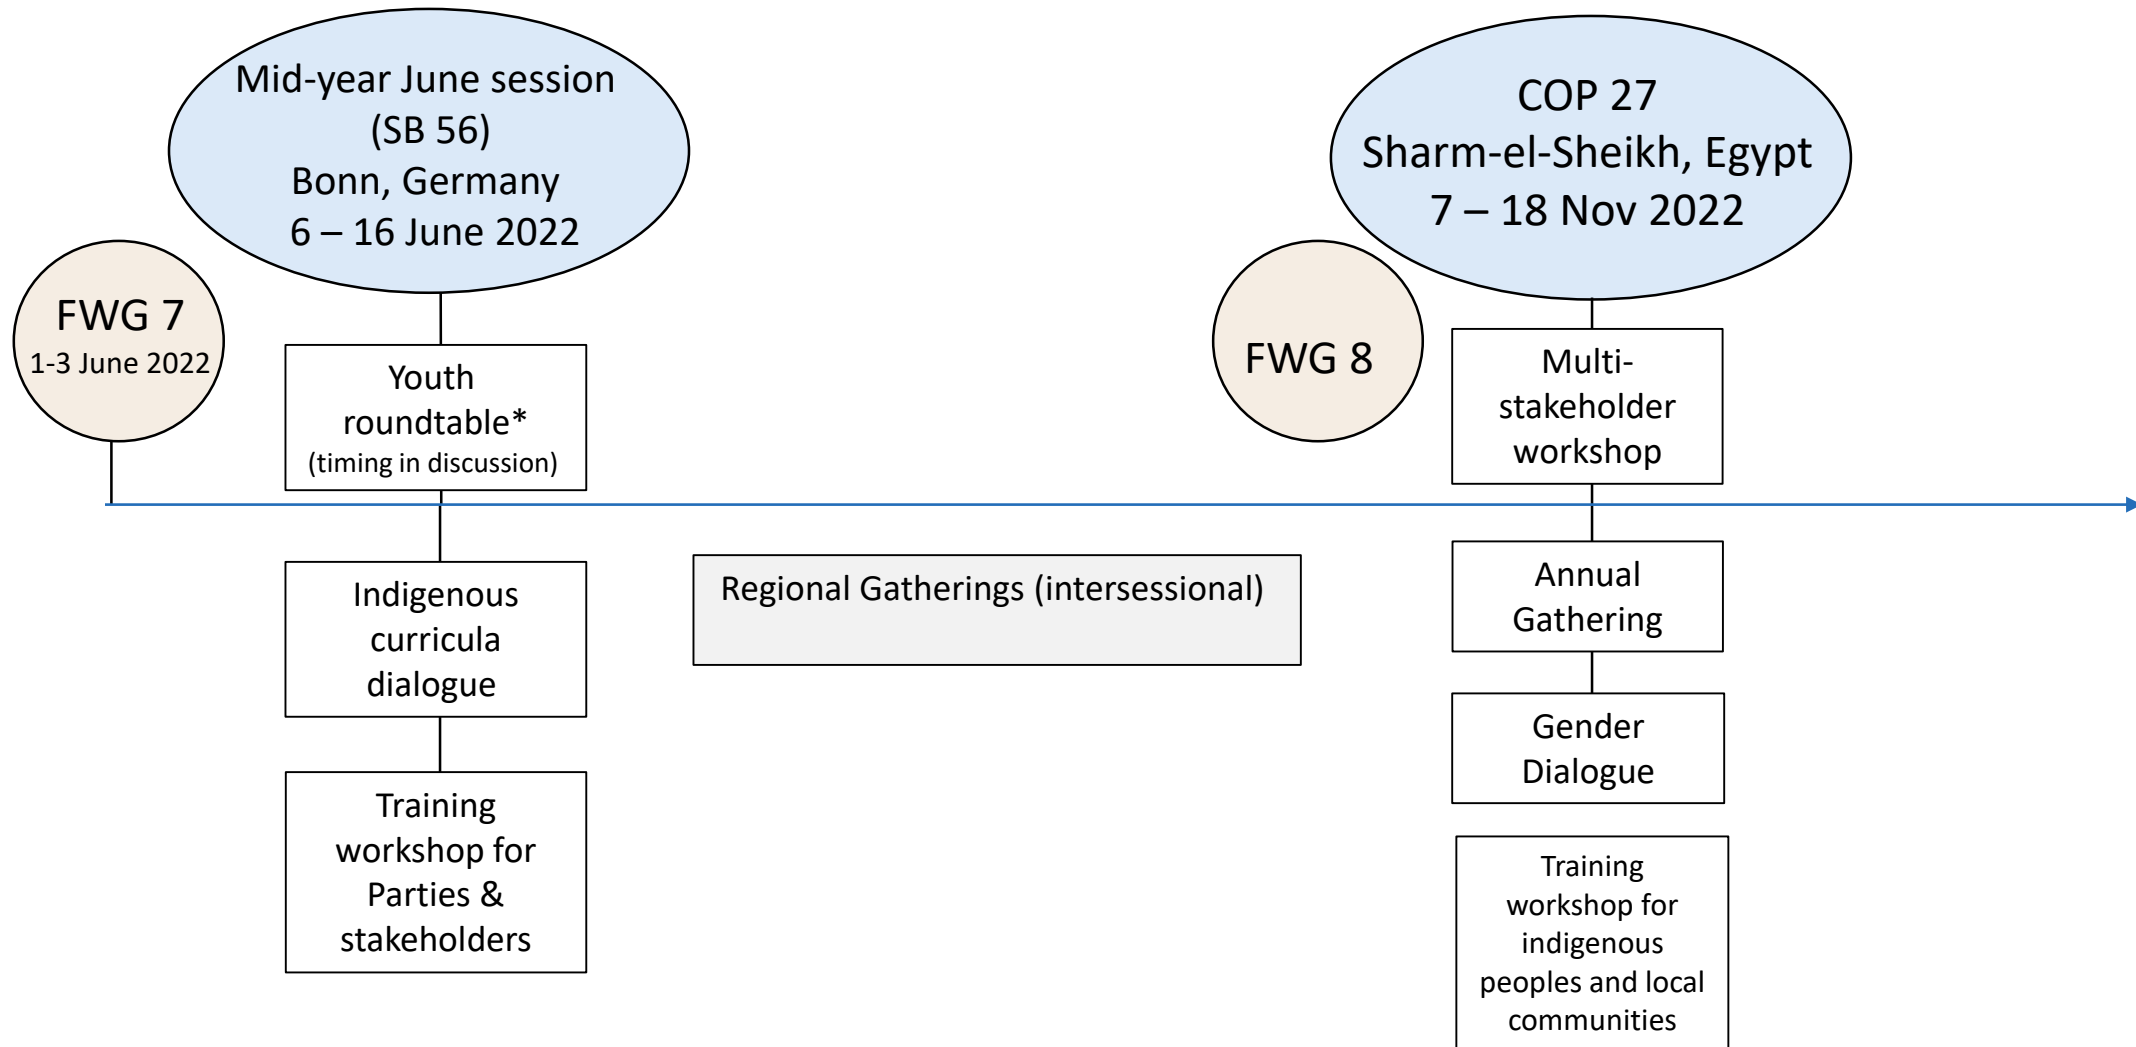 Mid-year June session
(SB 56)
Bonn, Germany
6 – 16 June 2022
FWG 7
1-3 June 2022
Youth
roundtable*
(timing in discussion)
Indigenous
curricula
dialogue
Training
workshop for
Parties &
stakeholders
Regional Gatherings (intersessional)
COP 27
Sharm-el-Sheikh, Egypt
7 – 18 Nov 2022
FWG 8
Multi-
stakeholder
workshop
Annual
Gathering
Gender
Dialogue
Training
workshop for
indigenous
peoples and local
communities